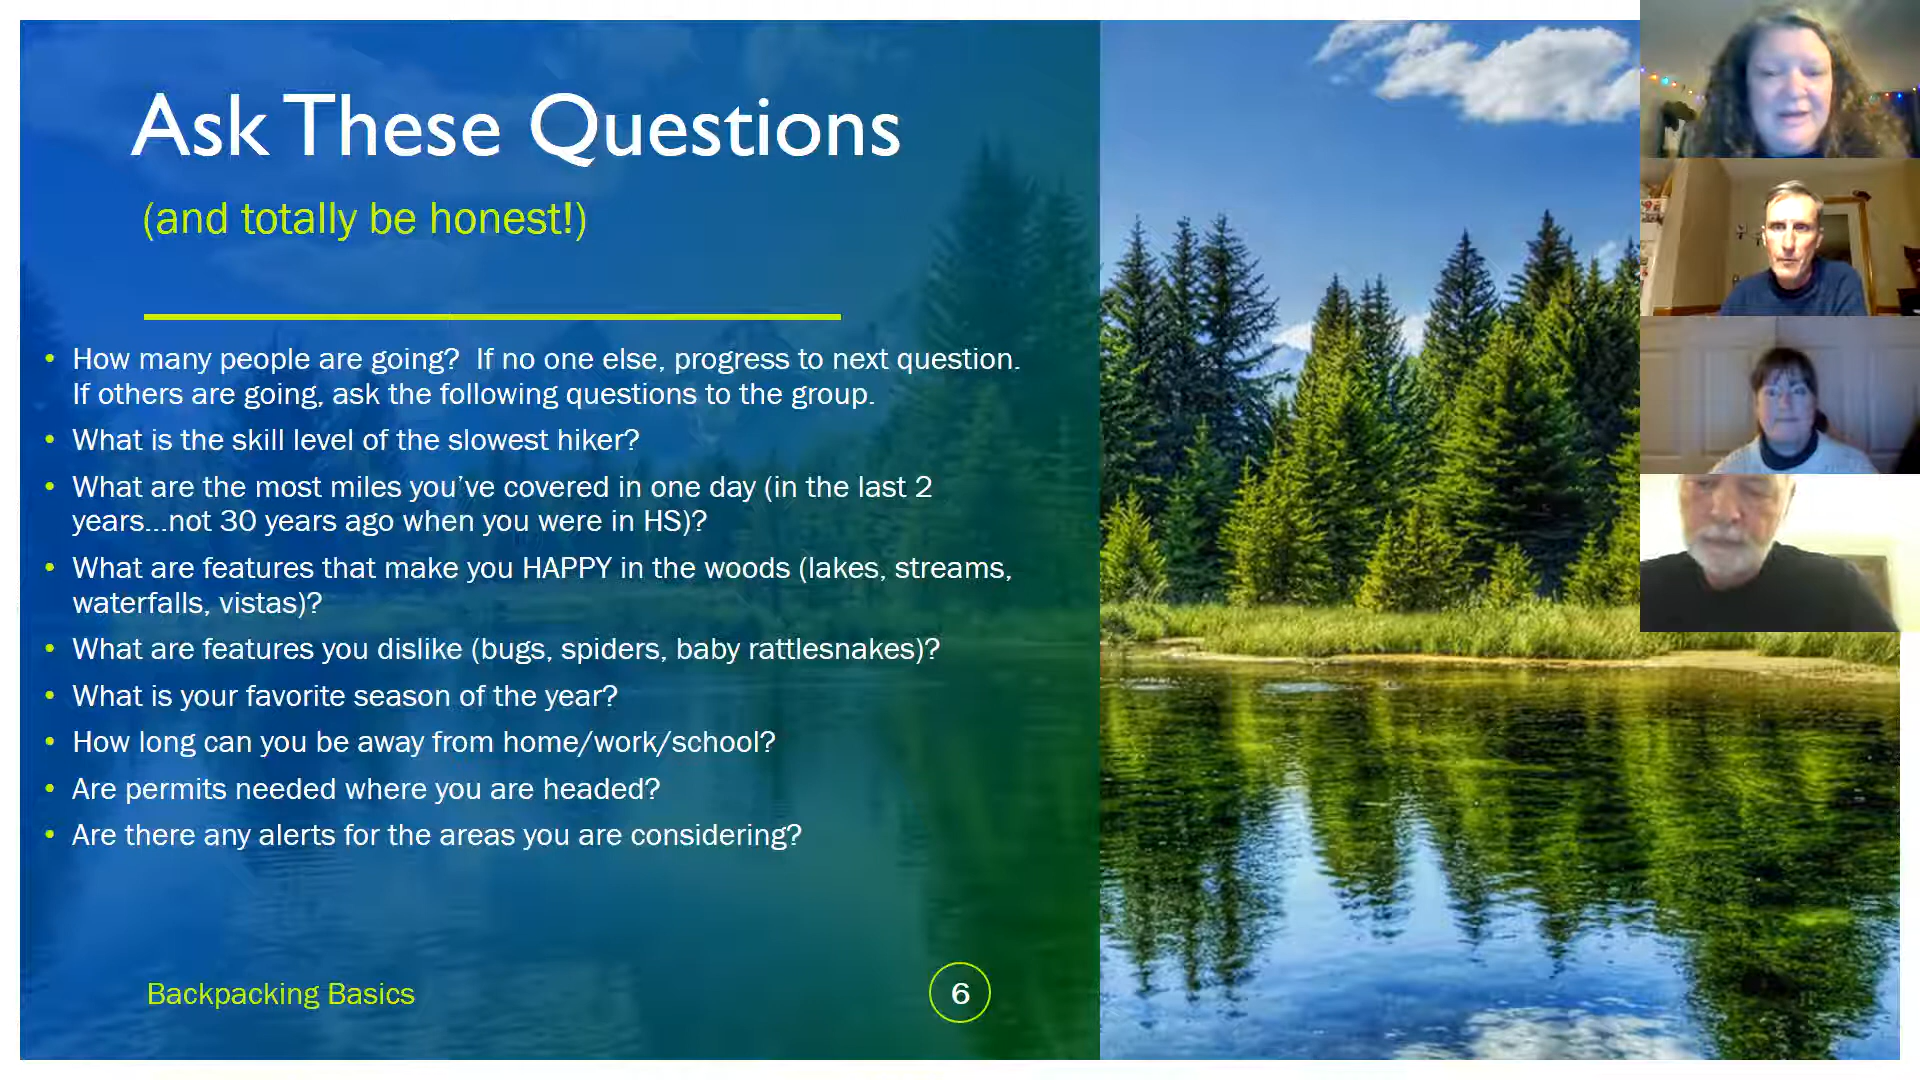 Ask These Questions
(and totally be honest!)
• How many people are going?  If no one else, progress to next question.
If others are going, ask the following questions to the group.
• What is the skill level of the slowest hiker?
• What are the most miles you’ve covered in one day (in the last 2
years…not 30 years ago when you were in HS)?
• What are features that make you HAPPY in the woods (lakes, streams,
waterfalls, vistas)?
• What are features you dislike (bugs, spiders, baby rattlesnakes)?
• What is your favorite season of the year?
• How long can you be away from home/work/school?
• Are permits needed where you are headed?
• Are there any alerts for the areas you are considering?
Backpacking Basics
6